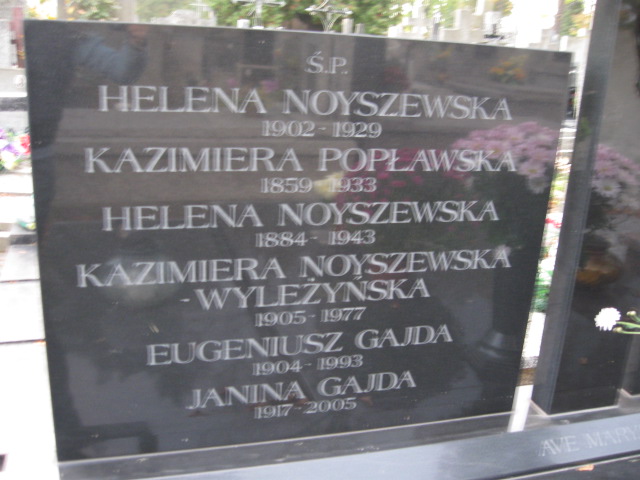 Ś.P.
HELENA NOYSZEWSKA
1902 - 1929
KAZIMIERA POPŁAWSKA
1859 - 1933
HELENA NOYSZEWSKA
1884 - 1943
KAZIMIERA NOYSZEWSKA
-WYLEŻYŃSKA
1905 - 1977
EUGENIUSZ GAJDA
1904 - 1993
JANINA GAJDA
1917 - 2005
AVE MARY